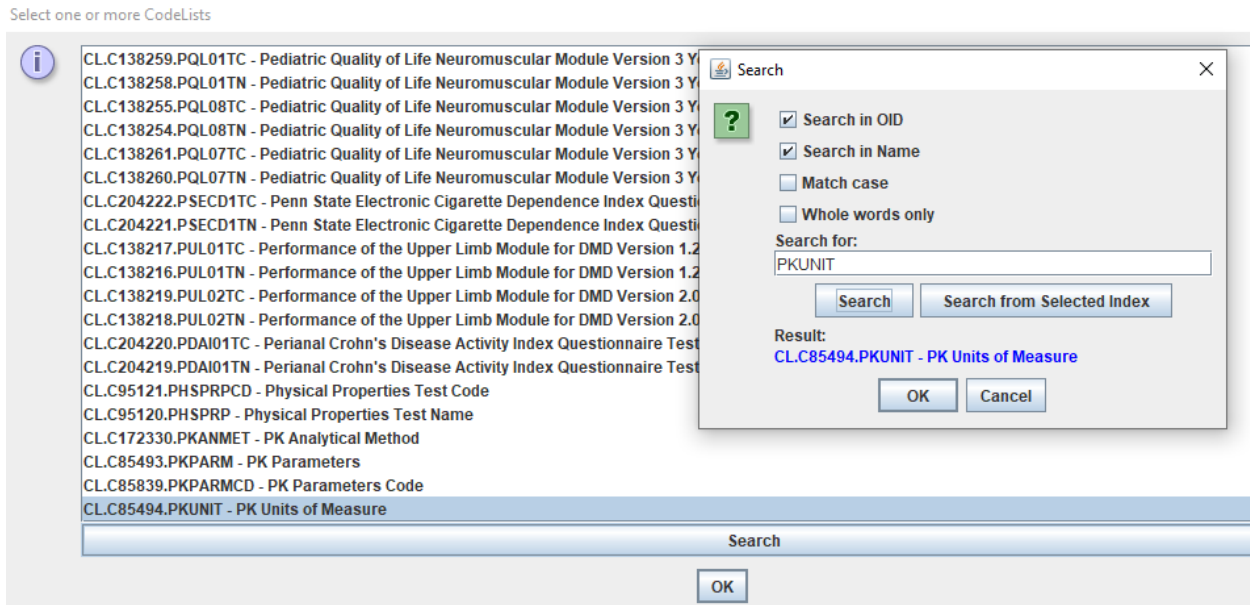 Select one or more CodeLists
CL.C138259.PQL01TC - Pediatric Quality of Life Neuromuscular Module Version 3 Y
CL.C138258.PQL01TN - Pediatric Quality of Life Neuromuscular Module Version 3 Y
CL.C138255.PQL08TC - Pediatric Quality of Life Neuromuscular Module Version 3 Y
CL.C138254.PQL08TN - Pediatric Quality of Life Neuromuscular Module Version 3 Y
CL.C138261.PQL07TC - Pediatric Quality of Life Neuromuscular Module Version 3 Y
CL.C138260.PQL07TN - Pediatric Quality of Life Neuromuscular Module Version 3 Y
CL.C204222.PSECD1TC - Penn State Electronic Cigarette Dependence Index Questi
CL.C204221.PSECD1TN - Penn State Electronic Cigarette Dependence Index Questi
CL.C138217.PUL01TC - Performance of the Upper Limb Module for DMD Version 1.2
CL.C138216.PUL01TN - Performance of the Upper Limb Module for DMD Version 1.2
CL.C138219.PUL02TC - Performance of the Upper Limb Module for DMD Version 2.0
CL.C138218.PUL02TN - Performance of the Upper Limb Module for DMD Version 2.0
CL.C204220.PDAI01TC - Perianal Crohn's Disease Activity Index Questionnaire Test
CL.C204219.PDAI01TN - Perianal Crohn's Disease Activity Index Questionnaire Test
CL.C95121.PHSPRPCD - Physical Properties Test Code
CL.C95120.PHSPRP - Physical Properties Test Name
CL.C172330.PKANMET - PK Analytical Method
CL.C85493.PKPARM - PK Parameters
CL.C85839.PKPARMCD - PK Parameters Code
CL.C85494.PKUNIT - PK Units of Measure
Search
OK
Search
Search in OID
Search in Name
Match case
Whole words only
Search for:
PKUNIT
Search
Search from Selected Index
Result:
CL.C85494.PKUNIT - PK Units of Measure
OK
Cancel